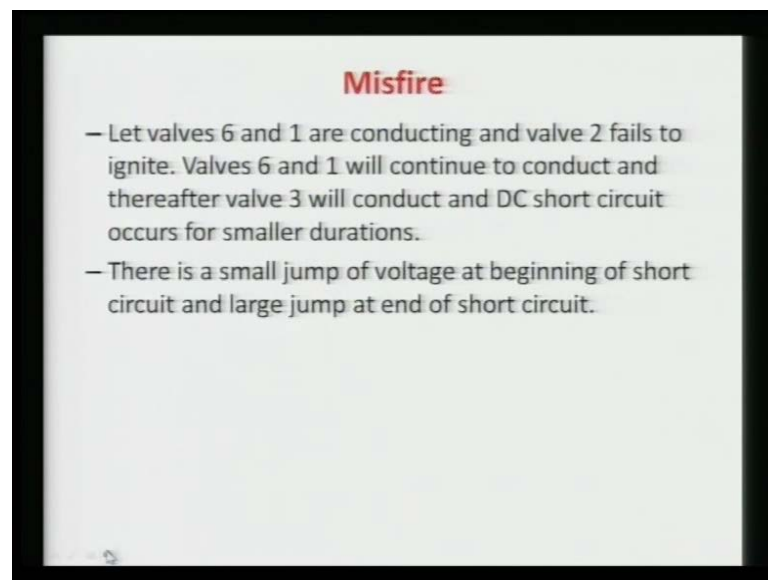 Misfire
– Let valves 6 and 1 are conducting and valve 2 fails to
ignite. Valves 6 and 1 will continue to conduct and
thereafter valve 3 will conduct and DC short circuit
occurs for smaller durations.
– There is a small jump of voltage at beginning of short
circuit and large jump at end of short circuit.